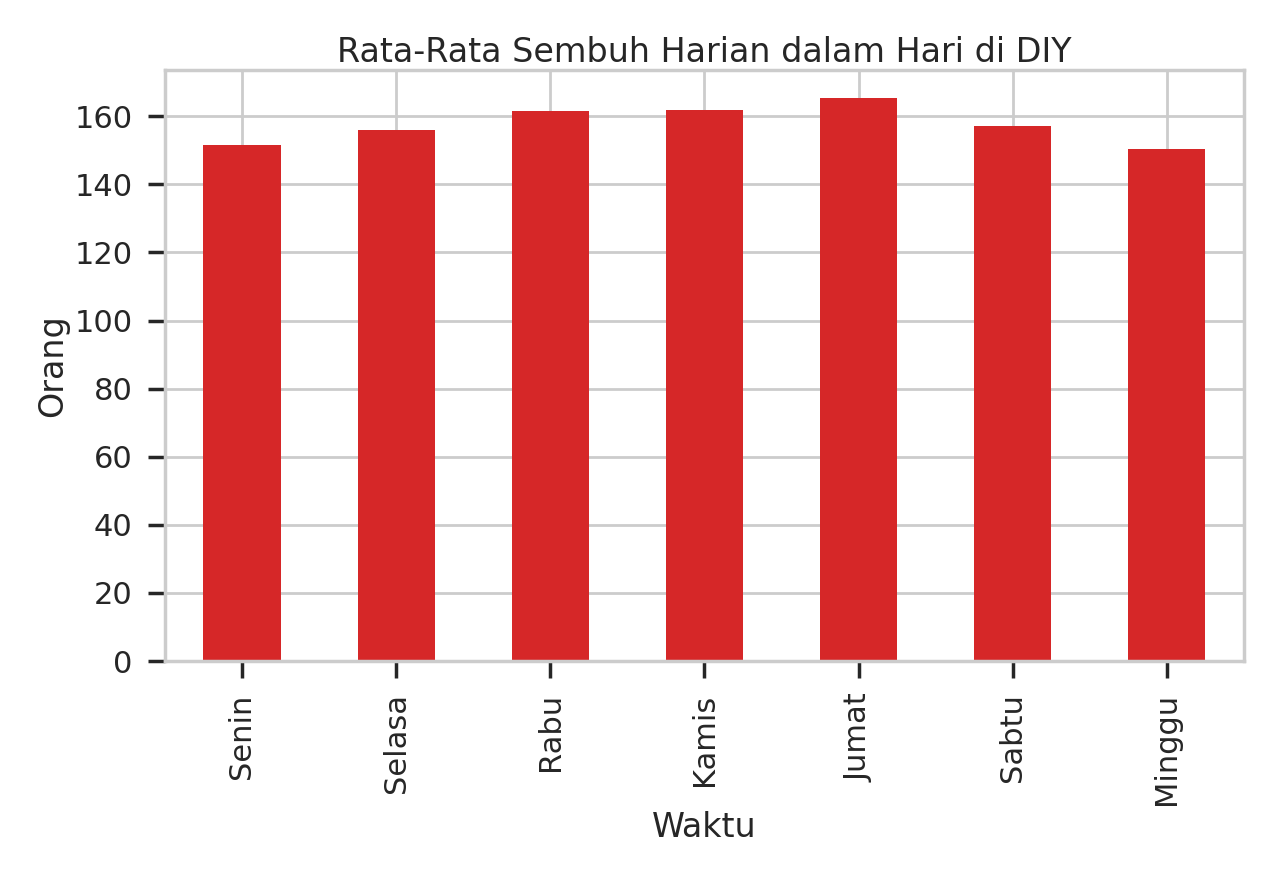 Rata-Rata Sembuh Harian dalam Hari di DIY
Orang
160
140
120
100
80
60
40
20
0
Senin
Selasa
Rabu
Kamis
Jumat
Sabtu
Minggu
Waktu